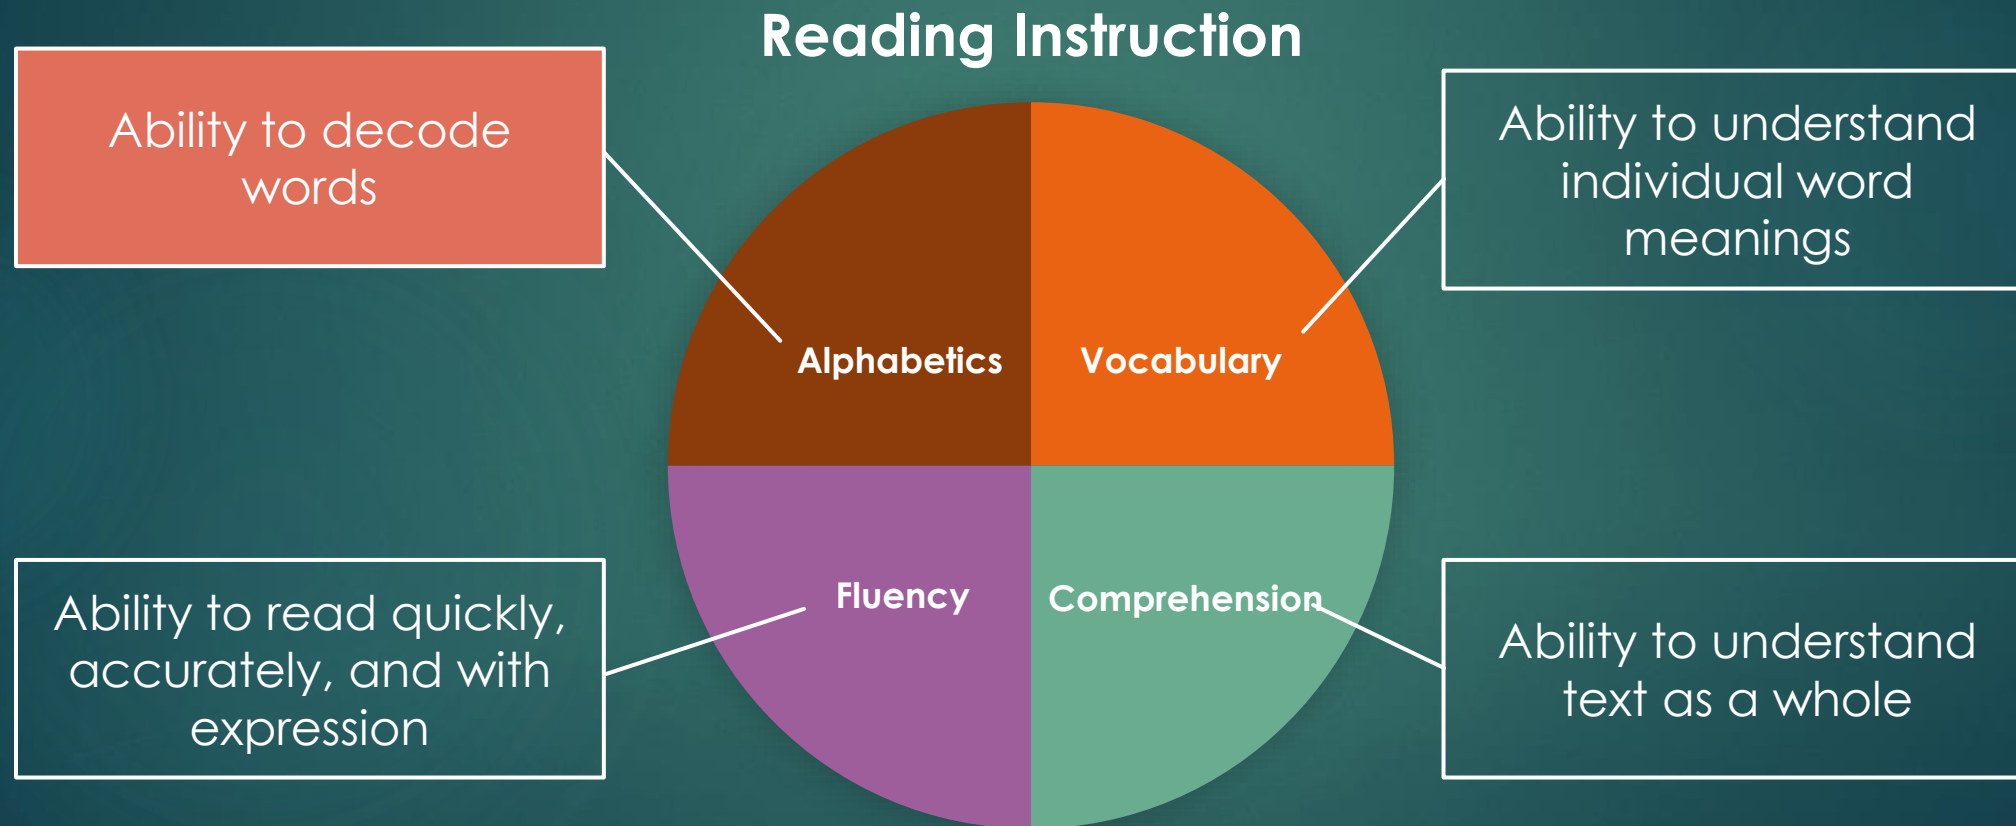 Reading Instruction
Ability to decode
words
Ability to understand
individual word
meanings
Alphabetics
Vocabulary
Fluency
Comprehension
Ability to read quickly,
accurately, and with
expression
Ability to understand
text as a whole